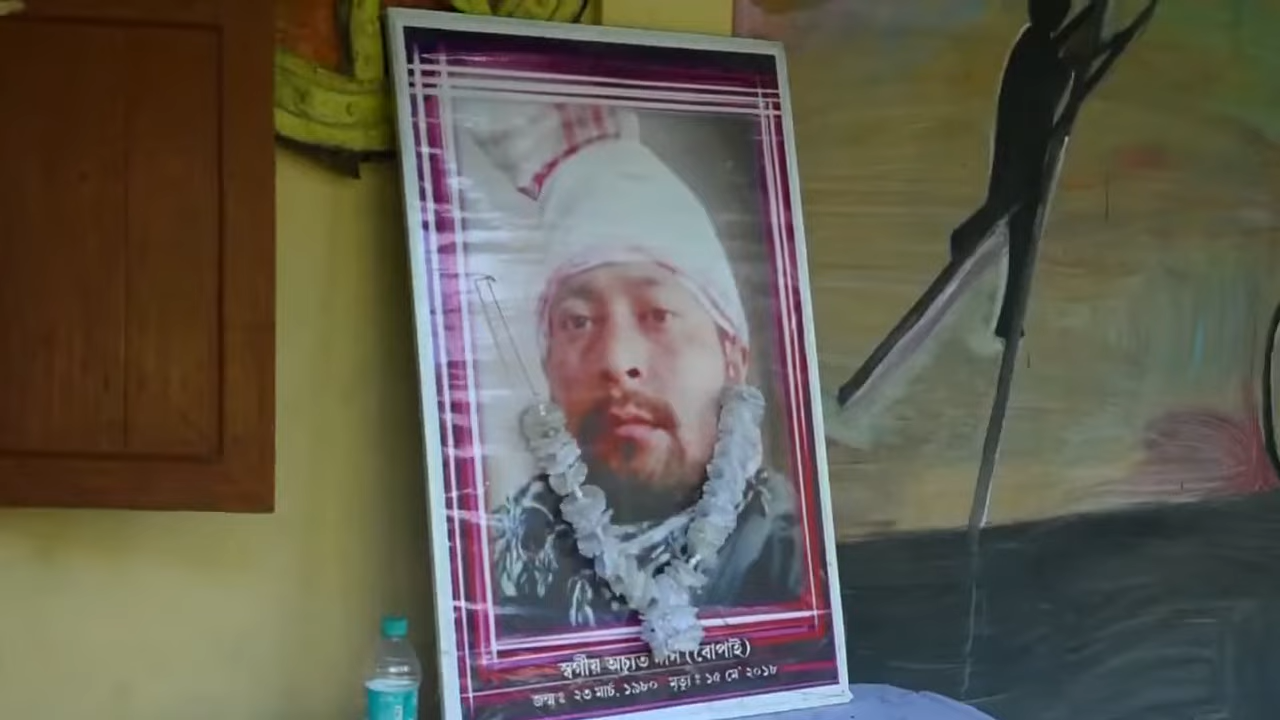 স্বৰ্গীয় অচ্যুত দাস (বোপাই)
জন্ম ঃ ২৩ মাৰ্চ, ১৯৮০ মৃত্যু ঃ ১৫ মে' ২০১৮